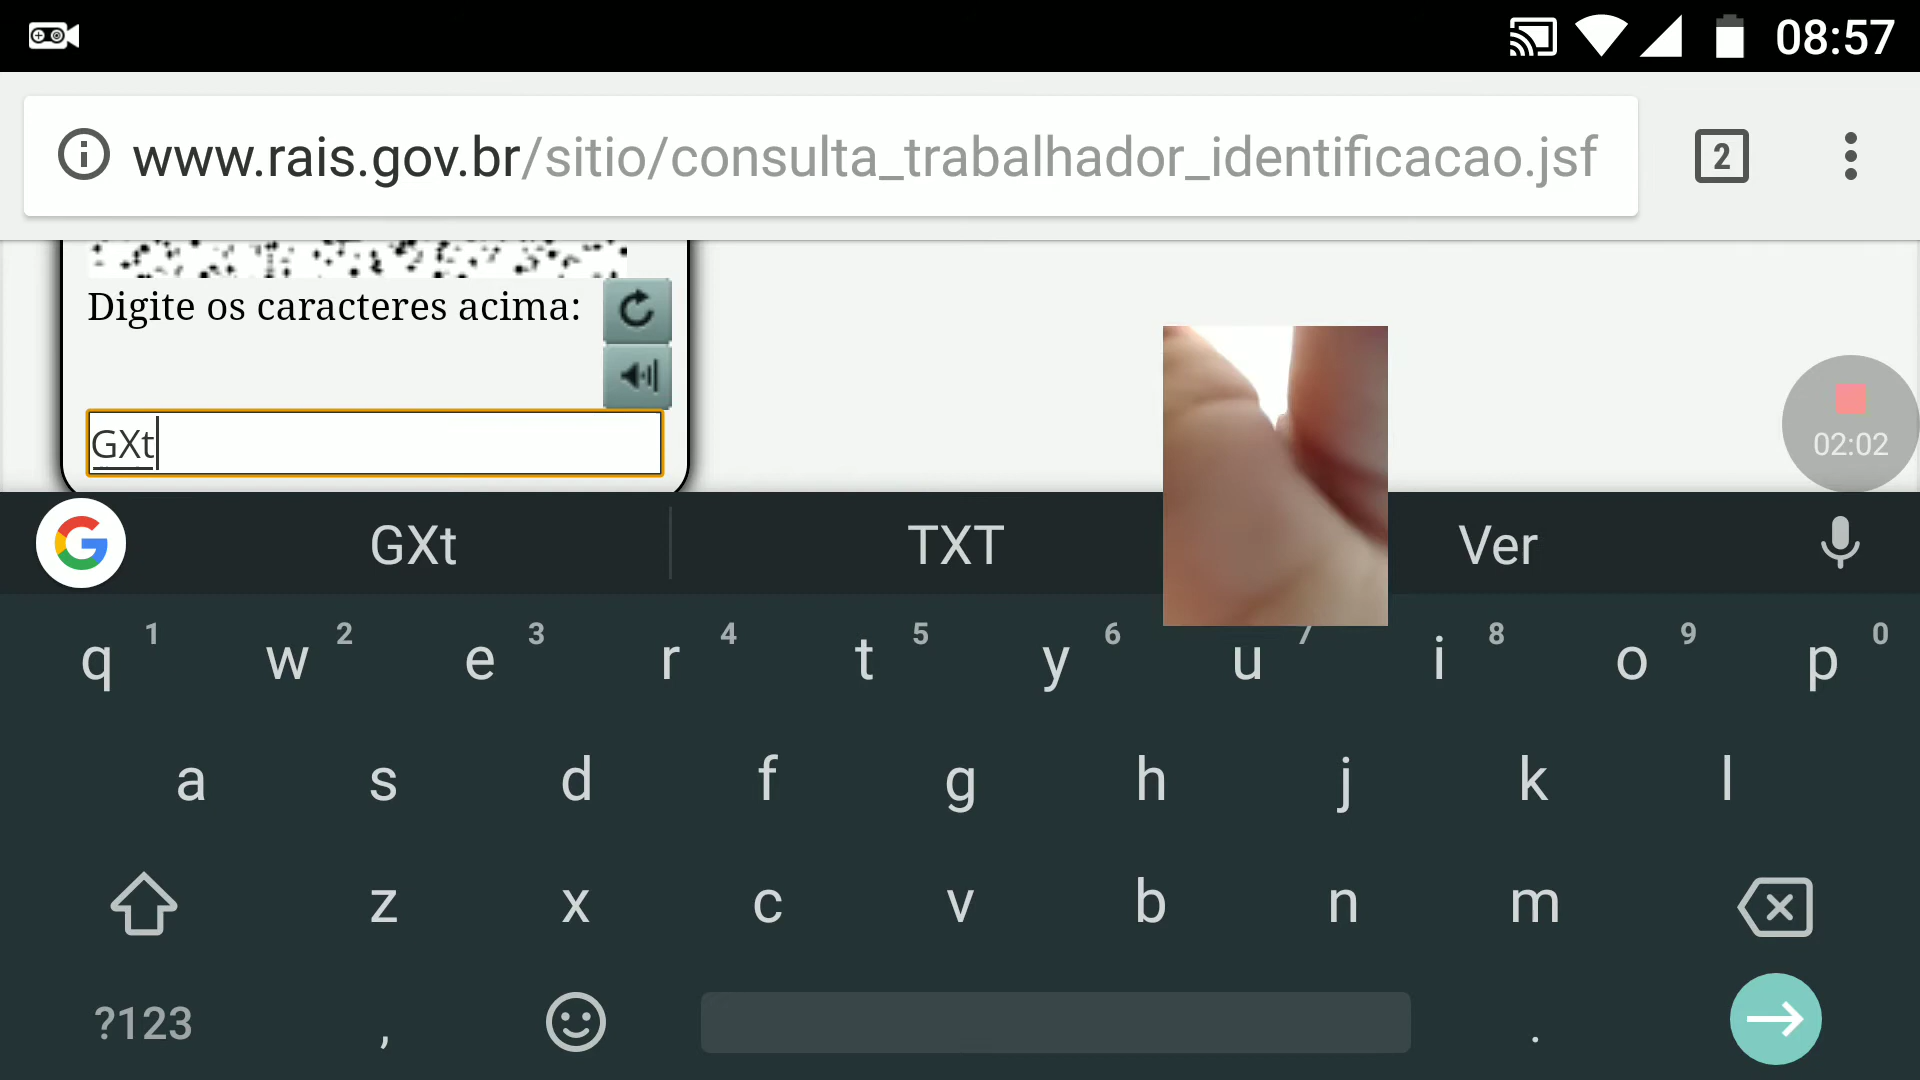 08:57
www.rais.gov.br/sitio/consulta_trabalhador_identificacao.jsf
2
Digite os caracteres acima:
GXt
02:02
G GXt TXT Ver
q 1 w 2 e 3 r 4 t 5 y 6 u 7 i 8 o 9 p 0
a s d f g h j k l
z x c v b n m
?123 , .